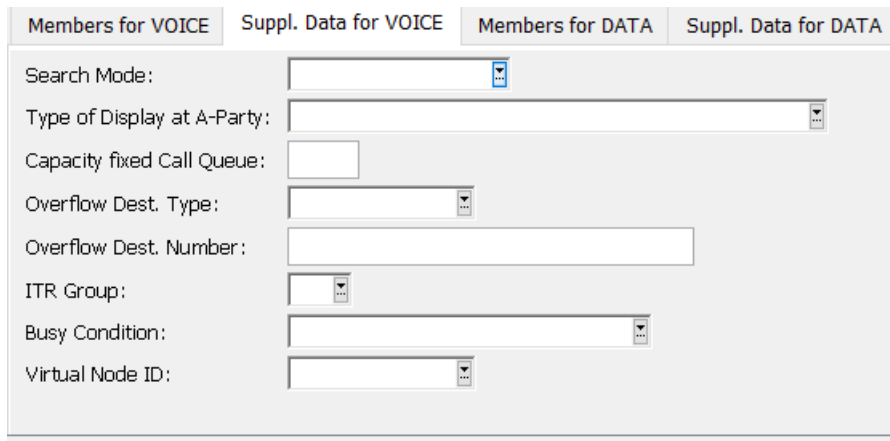 Members for VOICE Suppl. Data for VOICE Members for DATA Suppl. Data for DATA
Search Mode:
Type of Display at A-Party:
Capacity fixed Call Queue:
Overflow Dest. Type:
Overflow Dest. Number:
ITR Group:
Busy Condition:
Virtual Node ID: